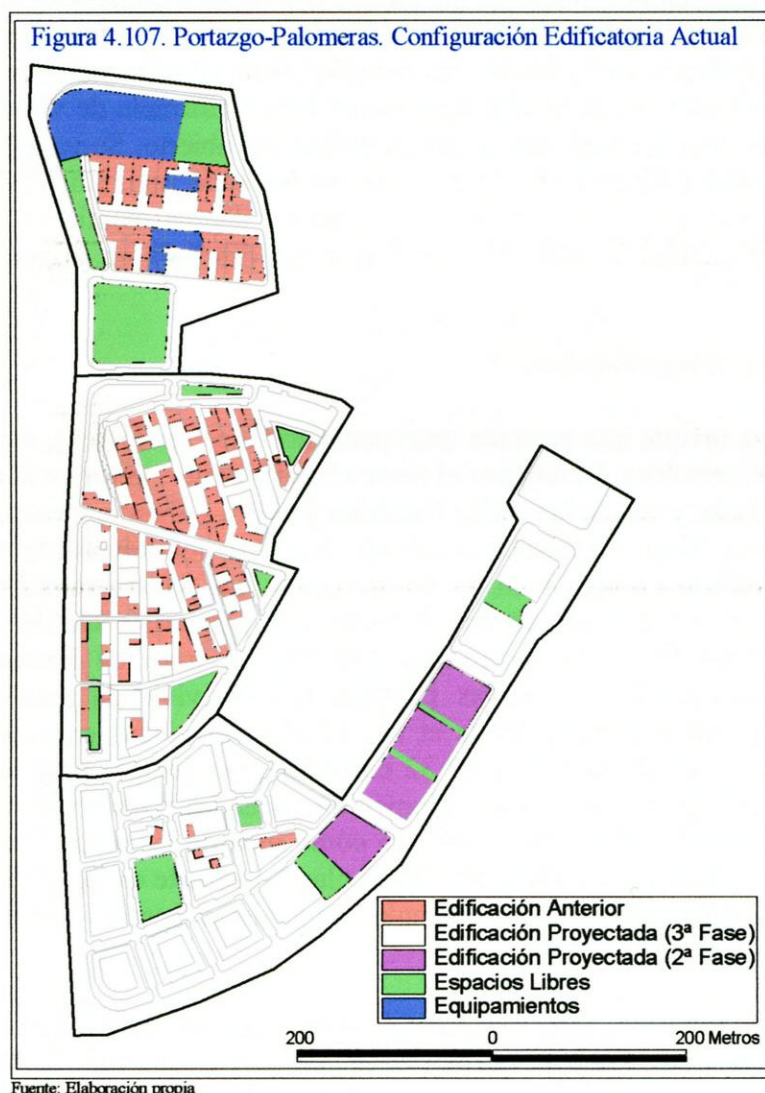 Figura 4.107. Portazgo-Palomeras. Configuración Edificatoria Actual
Edificación Anterior
Edificación Proyectada (3ª Fase)
Edificación Proyectada (2ª Fase)
Espacios Libres
Equipamientos
200 0 200 Metros
Fuente: Elaboración propia